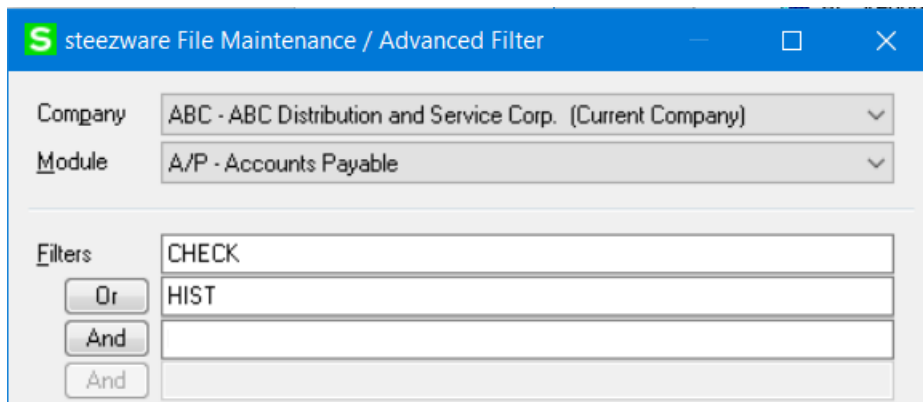 S steezware File Maintenance / Advanced Filter
Company ABC - ABC Distribution and Service Corp. (Current Company)
Module A/P - Accounts Payable
Filters CHECK
Or HIST
And
And